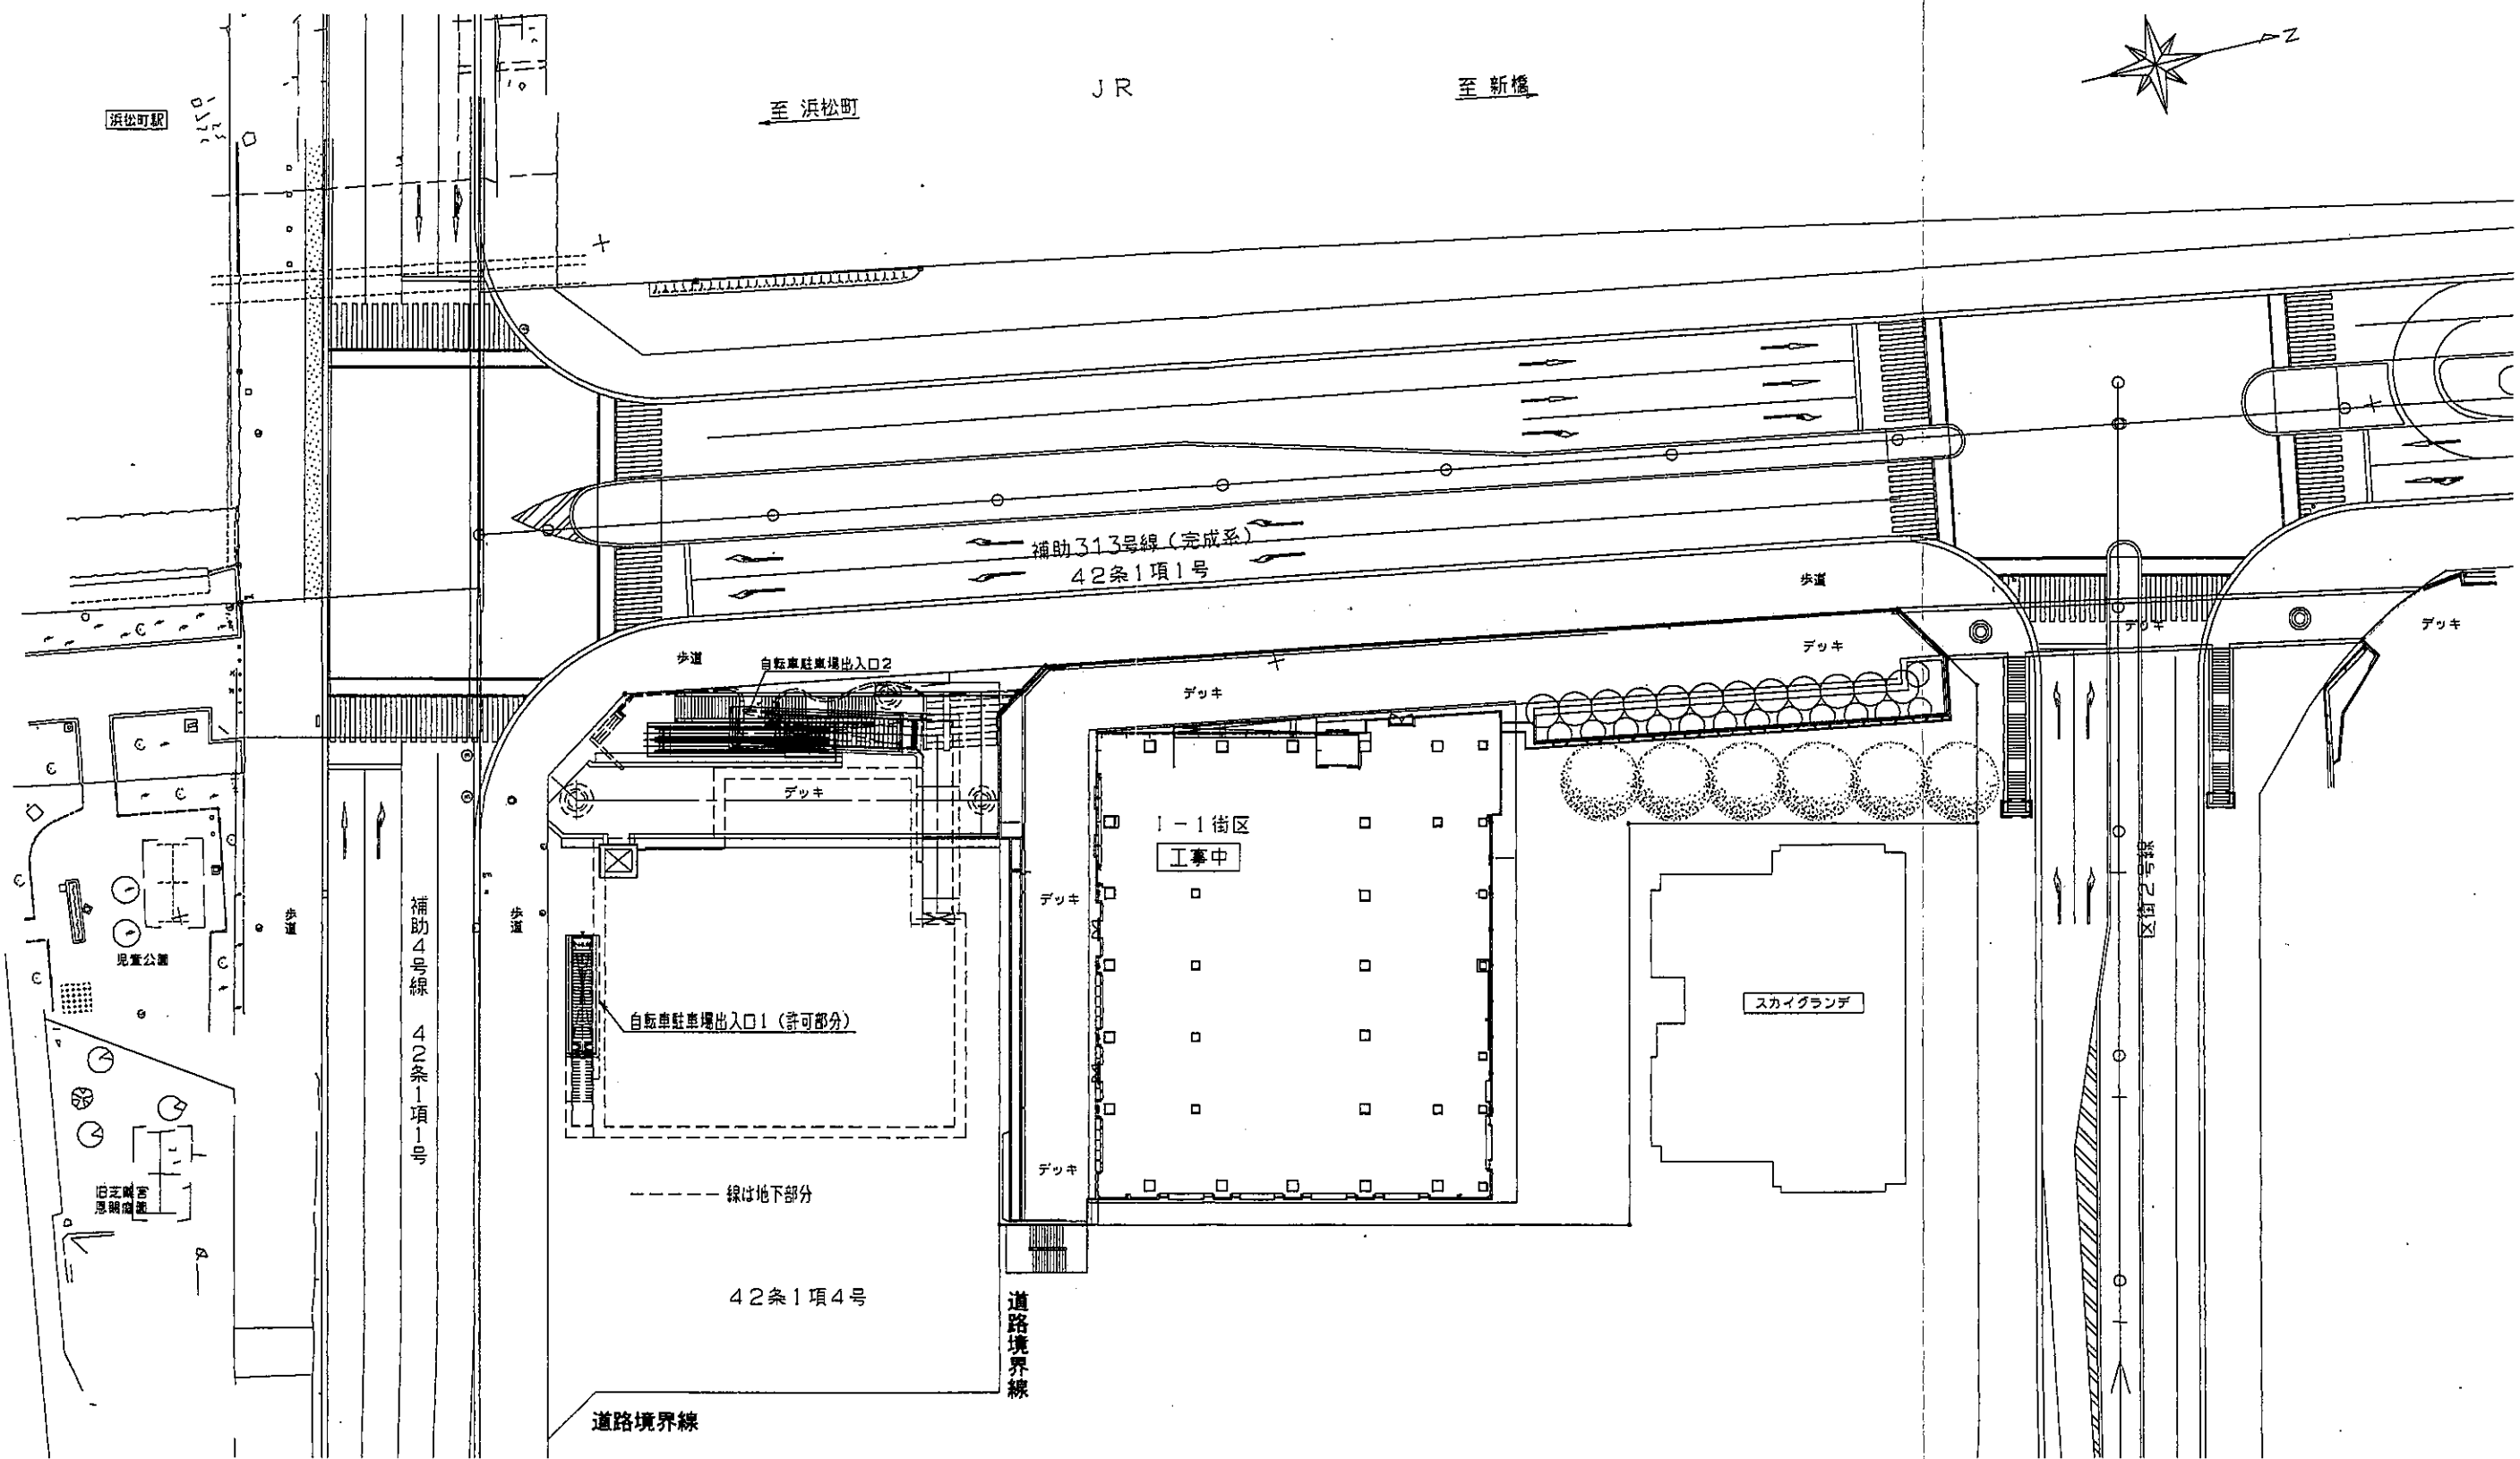 Z
浜松町駅
至 浜松町
JR
至 新橋
補助313号線(完成系)
42条1項1号
歩道
デッキ
デッキ
デッキ
歩道
自転車駐車場出入口2
デッキ
デッキ
デッキ
I-1街区
工事中
デッキ
デッキ
スカイグランデ
区街2号線
補助4号線 42条1項1号
歩道
歩道
児童公園
旧芝離宮
恩賜庭園
自転車駐車場出入口1(許可部分)
----- 線は地下部分
42条1項4号
道路境界線
道路境界線